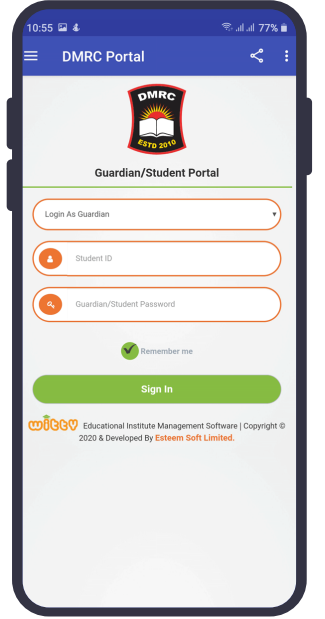 10:55 77%
DMRC Portal
DMRC
ESTD 2010
Guardian/Student Portal
Login As Guardian
Student ID
Guardian/Student Password
Remember me
Sign In
witty Educational Institute Management Software | Copyright ©
2020 & Developed By Esteem Soft Limited.